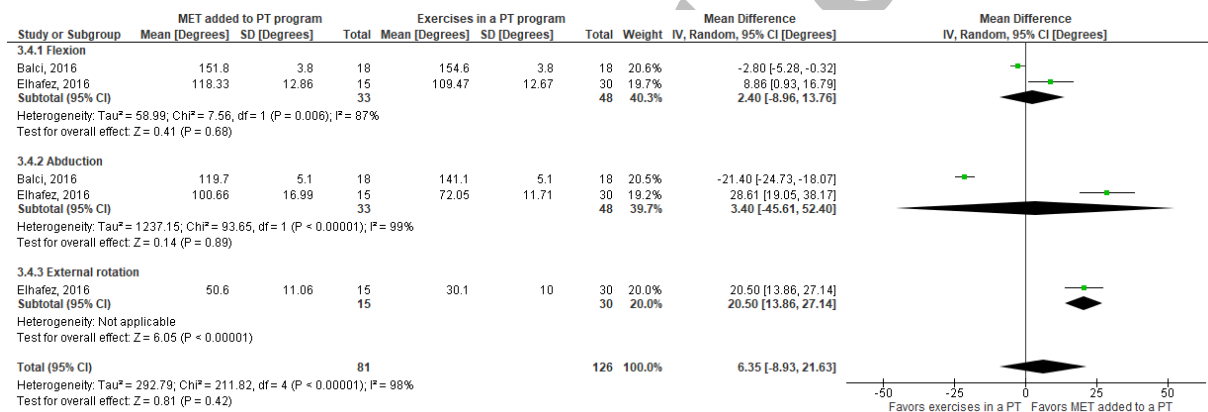 MET added to PT program Exercises in a PT program Mean Difference Mean Difference
Study or Subgroup Mean [Degrees] SD [Degrees] Total Mean [Degrees] SD [Degrees] Total Weight IV, Random, 95% CI [Degrees] IV, Random, 95% CI [Degrees]
3.4.1 Flexion
Balci, 2016 151.8 3.8 18 154.6 3.8 18 20.6% -2.80 [-5.28, -0.32]
Elhafez, 2016 118.33 12.86 15 109.47 12.67 30 19.7% 8.86 [0.93, 16.79]
Subtotal (95% CI) 33 48 40.3% 2.40 [-8.96, 13.76]
Heterogeneity: Tau² = 58.99; Chi² = 7.56, df = 1 (P = 0.006); I² = 87%
Test for overall effect: Z = 0.41 (P = 0.68)
3.4.2 Abduction
Balci, 2016 119.7 5.1 18 141.1 5.1 18 20.5% -21.40 [-24.73, -18.07]
Elhafez, 2016 100.66 16.99 15 72.05 11.71 30 19.2% 28.61 [19.05, 38.17]
Subtotal (95% CI) 33 48 39.7% 3.40 [-45.61, 52.40]
Heterogeneity: Tau² = 1237.15; Chi² = 93.65, df = 1 (P < 0.00001); I² = 99%
Test for overall effect: Z = 0.14 (P = 0.89)
3.4.3 External rotation
Elhafez, 2016 50.6 11.06 15 30.1 10 30 20.0% 20.50 [13.86, 27.14]
Subtotal (95% CI) 15 30 20.0% 20.50 [13.86, 27.14]
Heterogeneity: Not applicable
Test for overall effect: Z = 6.05 (P < 0.00001)
Total (95% CI) 81 126 100.0% 6.35 [-8.93, 21.63]
Heterogeneity: Tau² = 292.79; Chi² = 211.82, df = 4 (P < 0.00001); I² = 98%
Test for overall effect: Z = 0.81 (P = 0.42)
-50 -25 0 25 50
Favors exercises in a PT Favors MET added to a PT